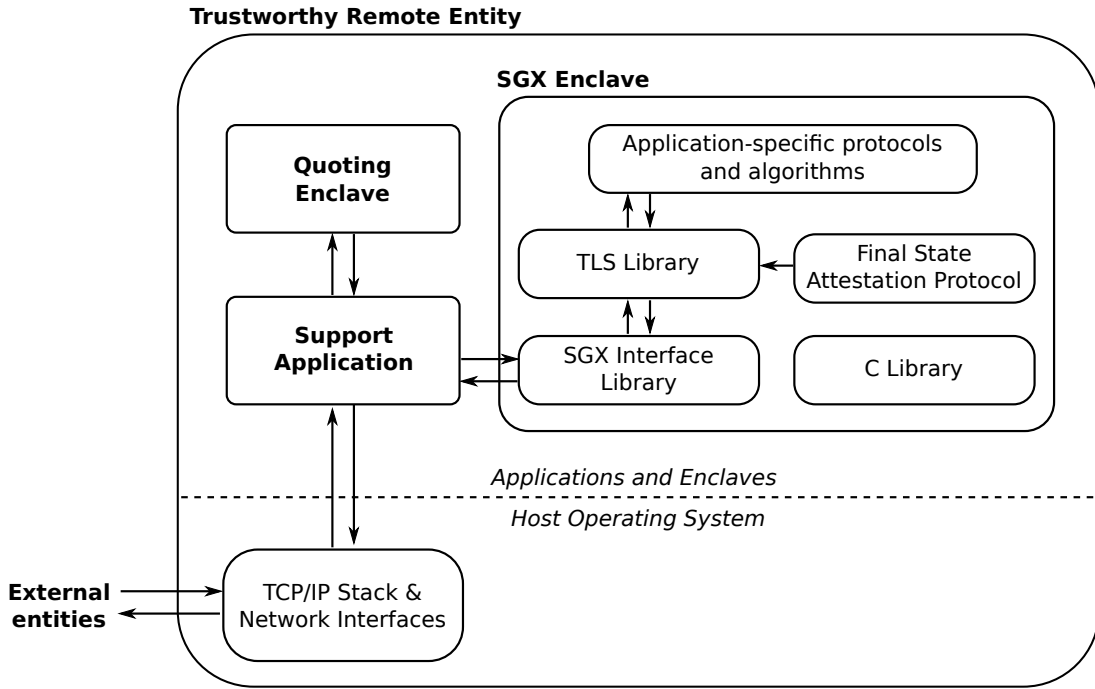 Trustworthy Remote Entity
SGX Enclave
Application-specific protocols
and algorithms
Quoting
Enclave
TLS Library
Final State
Attestation Protocol
Support
Application
SGX Interface
Library
C Library
Applications and Enclaves
Host Operating System
External
entities
TCP/IP Stack &
Network Interfaces